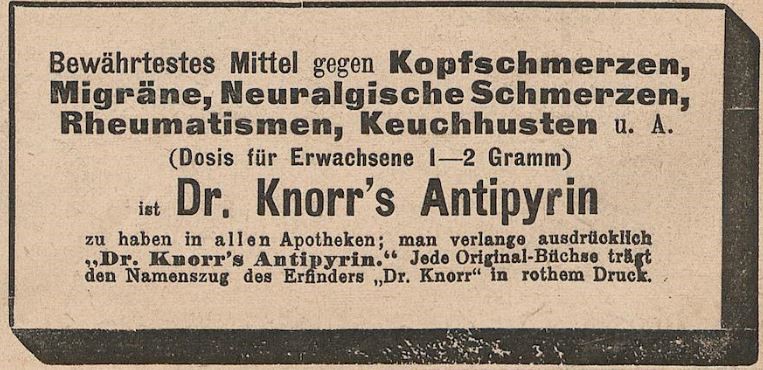 Bewährtestes Mittel gegen Kopfschmerzen,
Migräne, Neuralgische Schmerzen,
Rheumatismen, Keuchhusten u. A.
(Dosis für Erwachsene 1—2 Gramm)
ist Dr. Knorr's Antipyrin
zu haben in allen Apotheken; man verlange ausdrücklich
„Dr. Knorr's Antipyrin.“ Jede Original-Büchse trägt
den Namenszug des Erfinders „Dr. Knorr“ in rothem Druck.